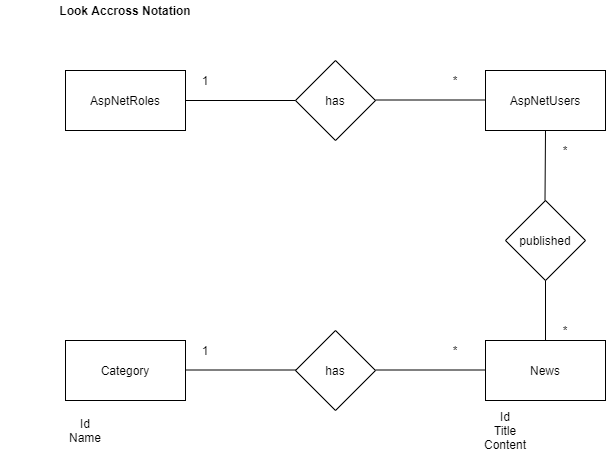 Look Accross Notation
1
*
AspNetRoles
has
AspNetUsers
*
published
*
1
*
Category
has
News
Id
Name
Id
Title
Content